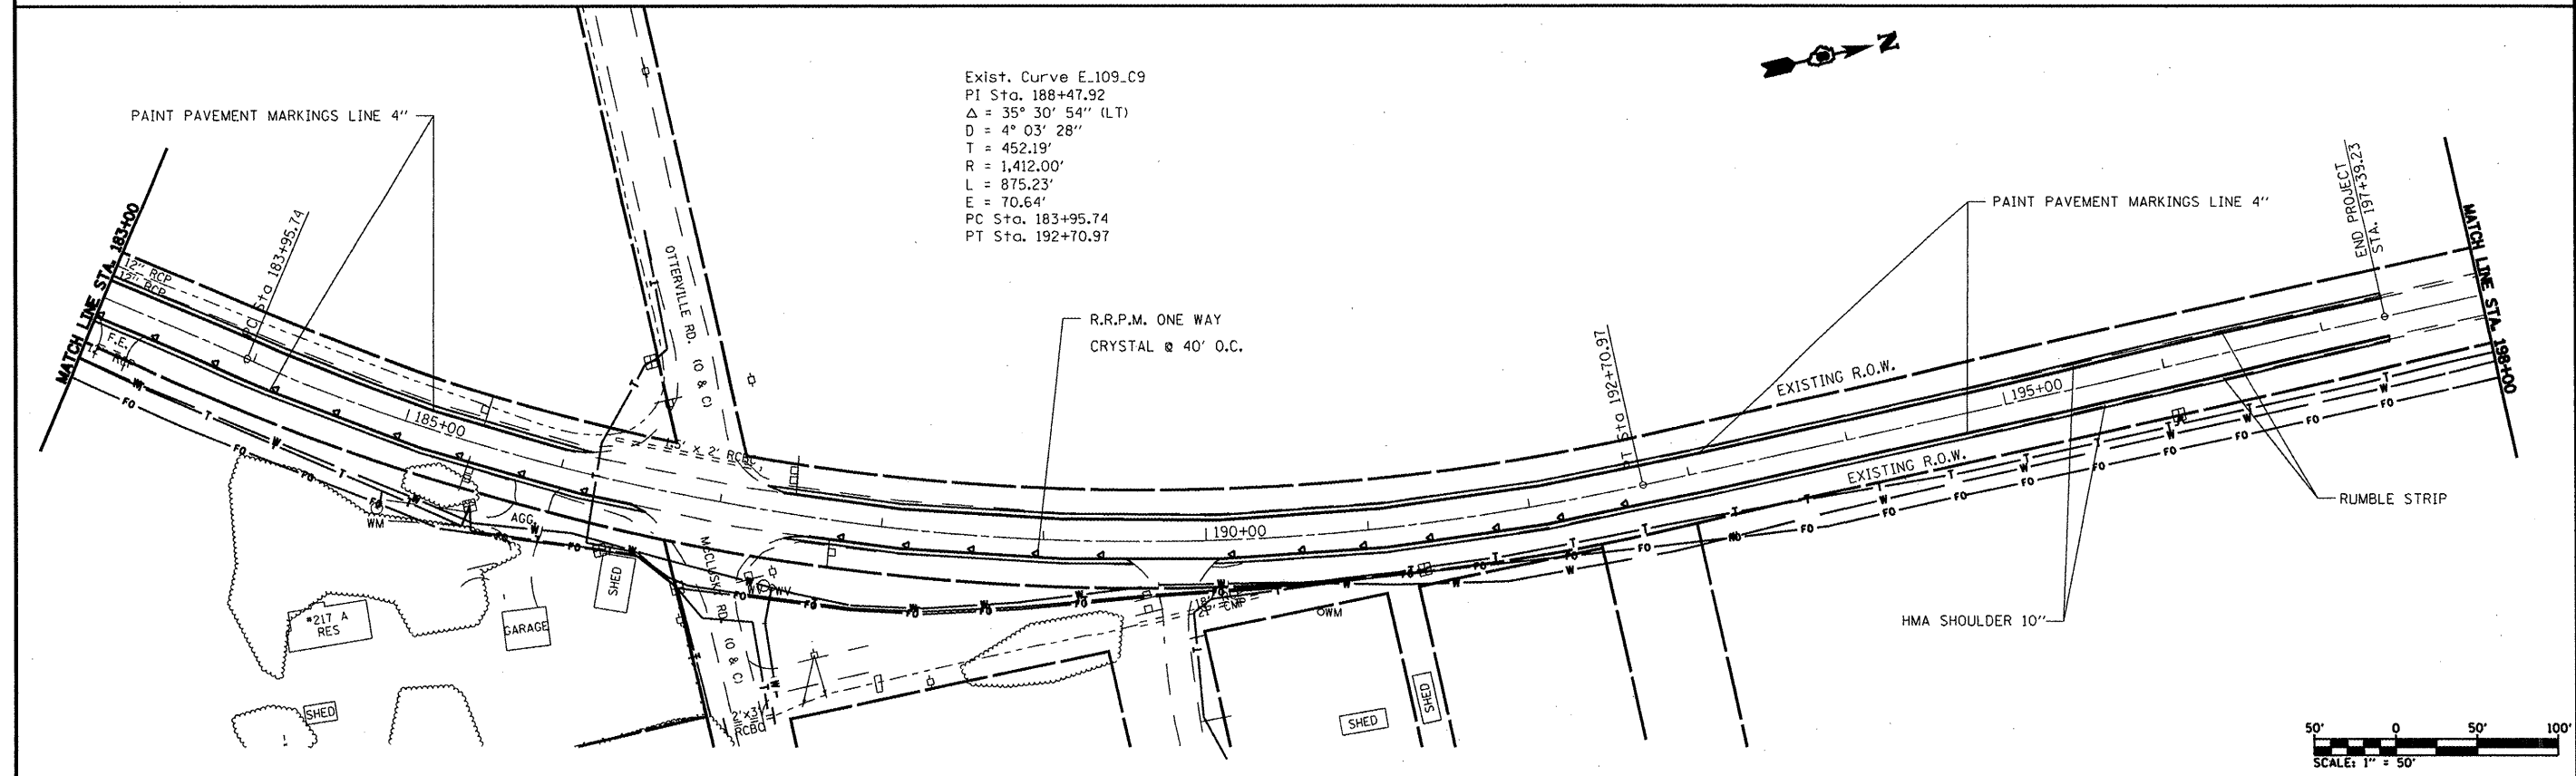 N
Exist. Curve E_109_C9
PI Sta. 188+47.92
Δ = 35° 30' 54" (LT)
D = 4° 03' 28"
T = 452.19'
R = 1,412.00'
L = 875.23'
E = 70.64'
PC Sta. 183+95.74
PT Sta. 192+70.97
PAINT PAVEMENT MARKINGS LINE 4"
PAINT PAVEMENT MARKINGS LINE 4"
MATCH LINE STA. 183+00
PC Sta 183+95.74
12" RCP
12" RCP
F.E.
OTTERVILLE RD. (O & C)
R.R.P.M. ONE WAY
CRYSTAL @ 40' O.C.
PT Sta 192+70.97
END PROJECT
STA. 197+39.23
MATCH LINE STA. 198+00
EXISTING R.O.W.
EXISTING R.O.W.
185+00
190+00
195+00
RUMBLE STRIP
HMA SHOULDER 10"
1.5' X 2' RCBC
WM
AGG.
SHED
McCLUSKY RD. (O & C)
WV
#217 A
RES
GARAGE
SHED
2'x3'
RCBC
CMP
WM
SHED
SHED
50'
0
50'
100'
SCALE: 1" = 50'